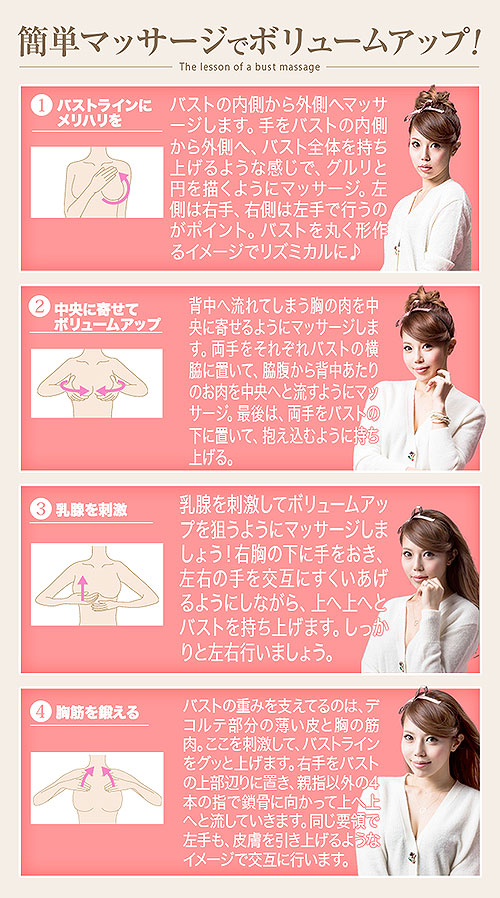 簡単マッサージでボリュームアップ!
The lesson of a bust massage
1 バストラインに
メリハリを
バストの内側から外側へマッサ
ージします。手をバストの内側
から外側へ、バスト全体を持ち
上げるような感じで、グルリと
円を描くようにマッサージ。左
側は右手、右側は左手で行うの
がポイント。バストを丸く形作
るイメージでリズミカルに♪
2 中央に寄せて
ボリュームアップ
背中へ流れてしまう胸の肉を中
央に寄せるようにマッサージしま
す。両手をそれぞれバストの横
脇に置いて、脇腹から背中あたり
のお肉を中央へと流すようにマッ
サージ。最後は、両手をバストの
下に置いて、抱え込むように持ち
上げる。
3 乳腺を刺激
乳腺を刺激してボリュームアッ
プを狙うようにマッサージしま
しょう!右胸の下に手をおき、
左右の手を交互にすくいあげ
るようにしながら、上へ上へと
バストを持ち上げます。しっか
りと左右行いましょう。
4 胸筋を鍛える
バストの重みを支えてるのは、デ
コルテ部分の薄い皮と胸の筋
肉。ここを刺激して、バストライン
をグッと上げます。右手をバスト
の上部辺りに置き、親指以外の4
本の指で鎖骨に向かって上へ上
へと流していきます。同じ要領で
左手も、皮膚を引き上げるような
イメージで交互に行います。